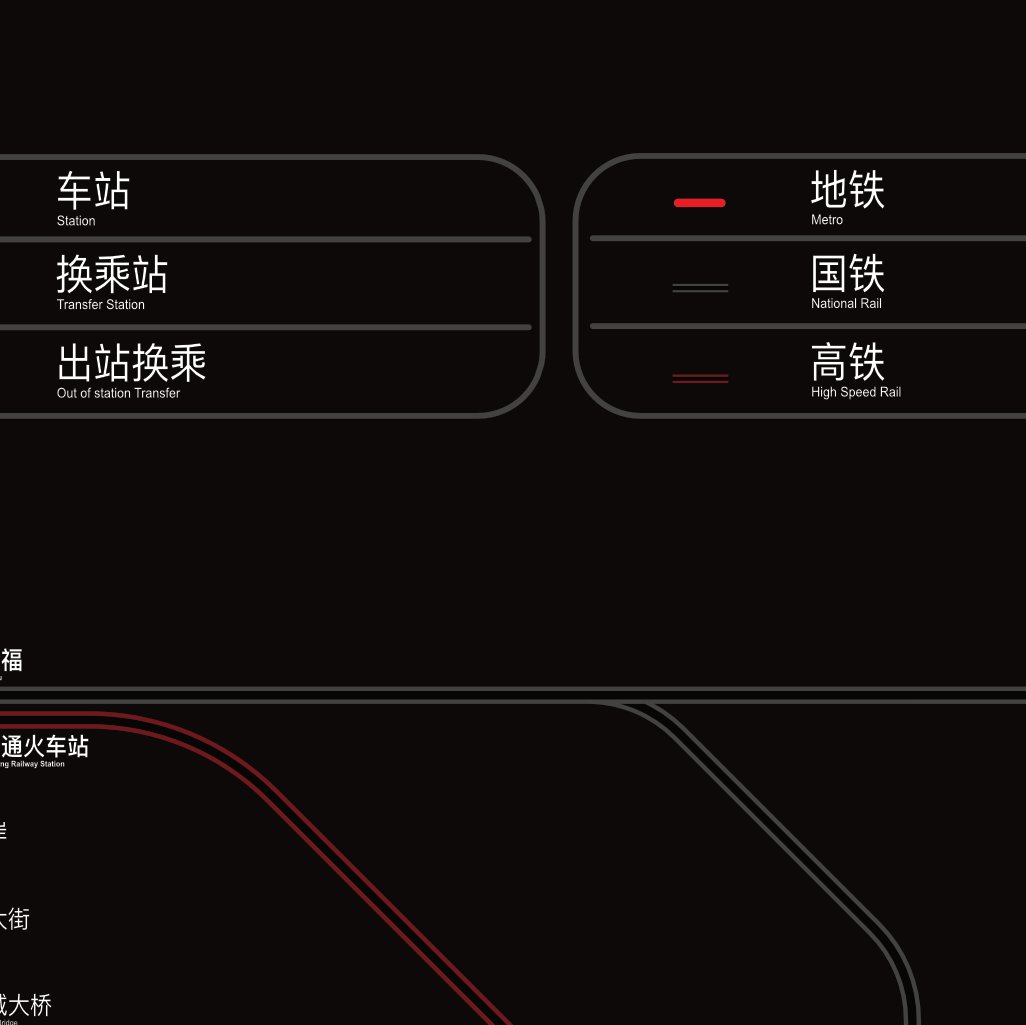 车站
Station
换乘站
Transfer Station
出站换乘
Out of station Transfer
地铁
Metro
国铁
National Rail
高铁
High Speed Rail
福
通火车站
Railway Station
大街
大桥